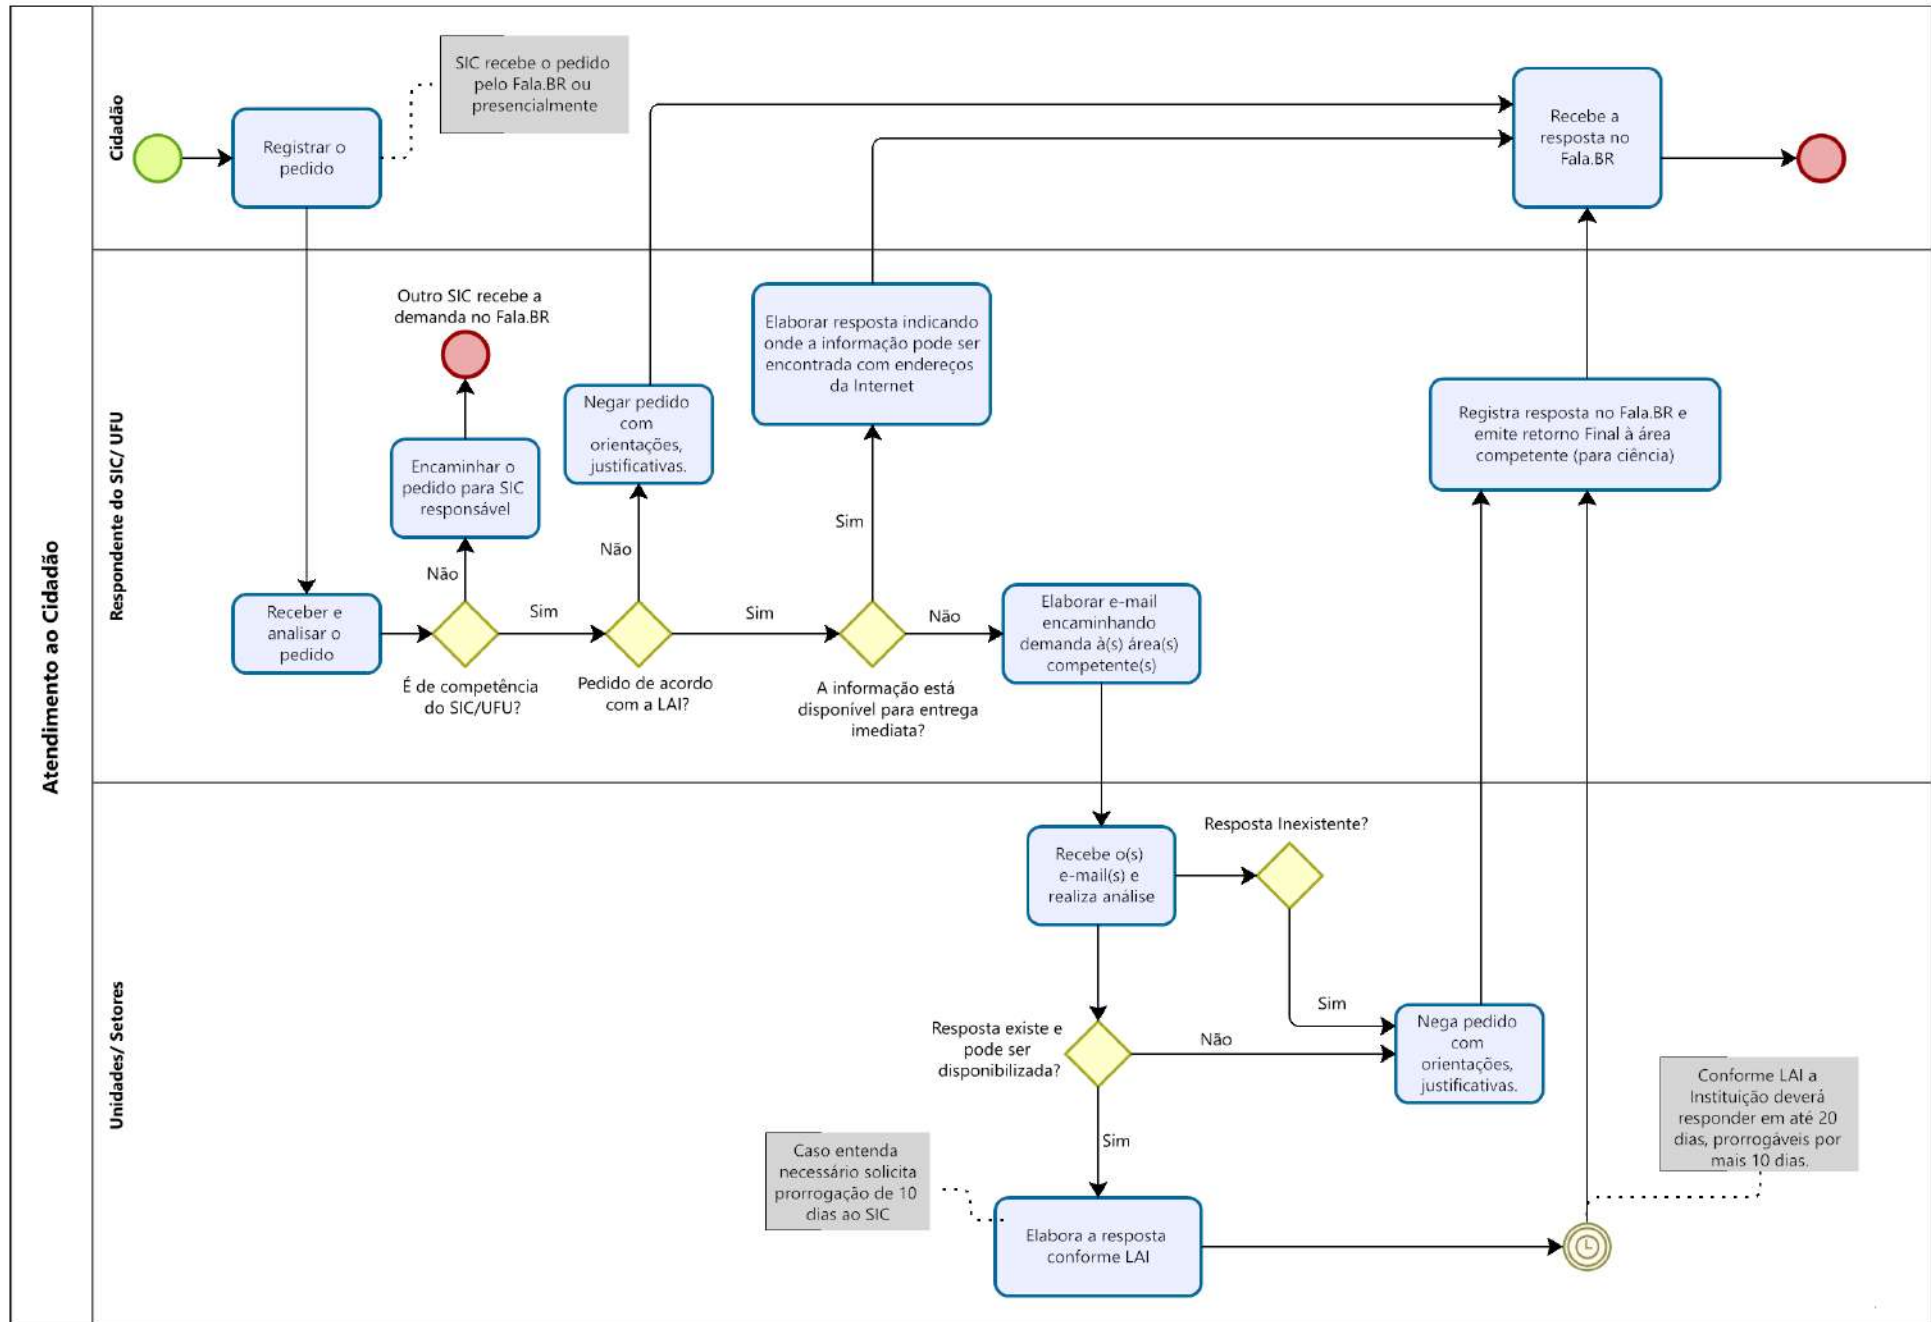 Atendimento ao Cidadão
Cidadão
SIC recebe o pedido
pelo Fala.BR ou
presencialmente
Registrar o
pedido
Recebe a
resposta no
Fala.BR
Respondente do SIC/ UFU
Outro SIC recebe a
demanda no Fala.BR
Encaminhar o
pedido para SIC
responsável
Não
Receber e
analisar o
pedido
É de competência
do SIC/UFU?
Sim
Negar pedido
com
orientações,
justificativas.
Não
Pedido de acordo
com a LAI?
Sim
Elaborar resposta indicando
onde a informação pode ser
encontrada com endereços
da Internet
Sim
A informação está
disponível para entrega
imediata?
Não
Elaborar e-mail
encaminhando
demanda à(s) área(s)
competente(s)
Registra resposta no Fala.BR e
emite retorno Final à área
competente (para ciência)
Unidades/ Setores
Recebe o(s)
e-mail(s) e
realiza análise
Resposta Inexistente?
Sim
Resposta existe e
pode ser
disponibilizada?
Não
Nega pedido
com
orientações,
justificativas.
Sim
Caso entenda
necessário solicita
prorrogação de 10
dias ao SIC
Elabora a resposta
conforme LAI
Conforme LAI a
Instituição deverá
responder em até 20
dias, prorrogáveis por
mais 10 dias.